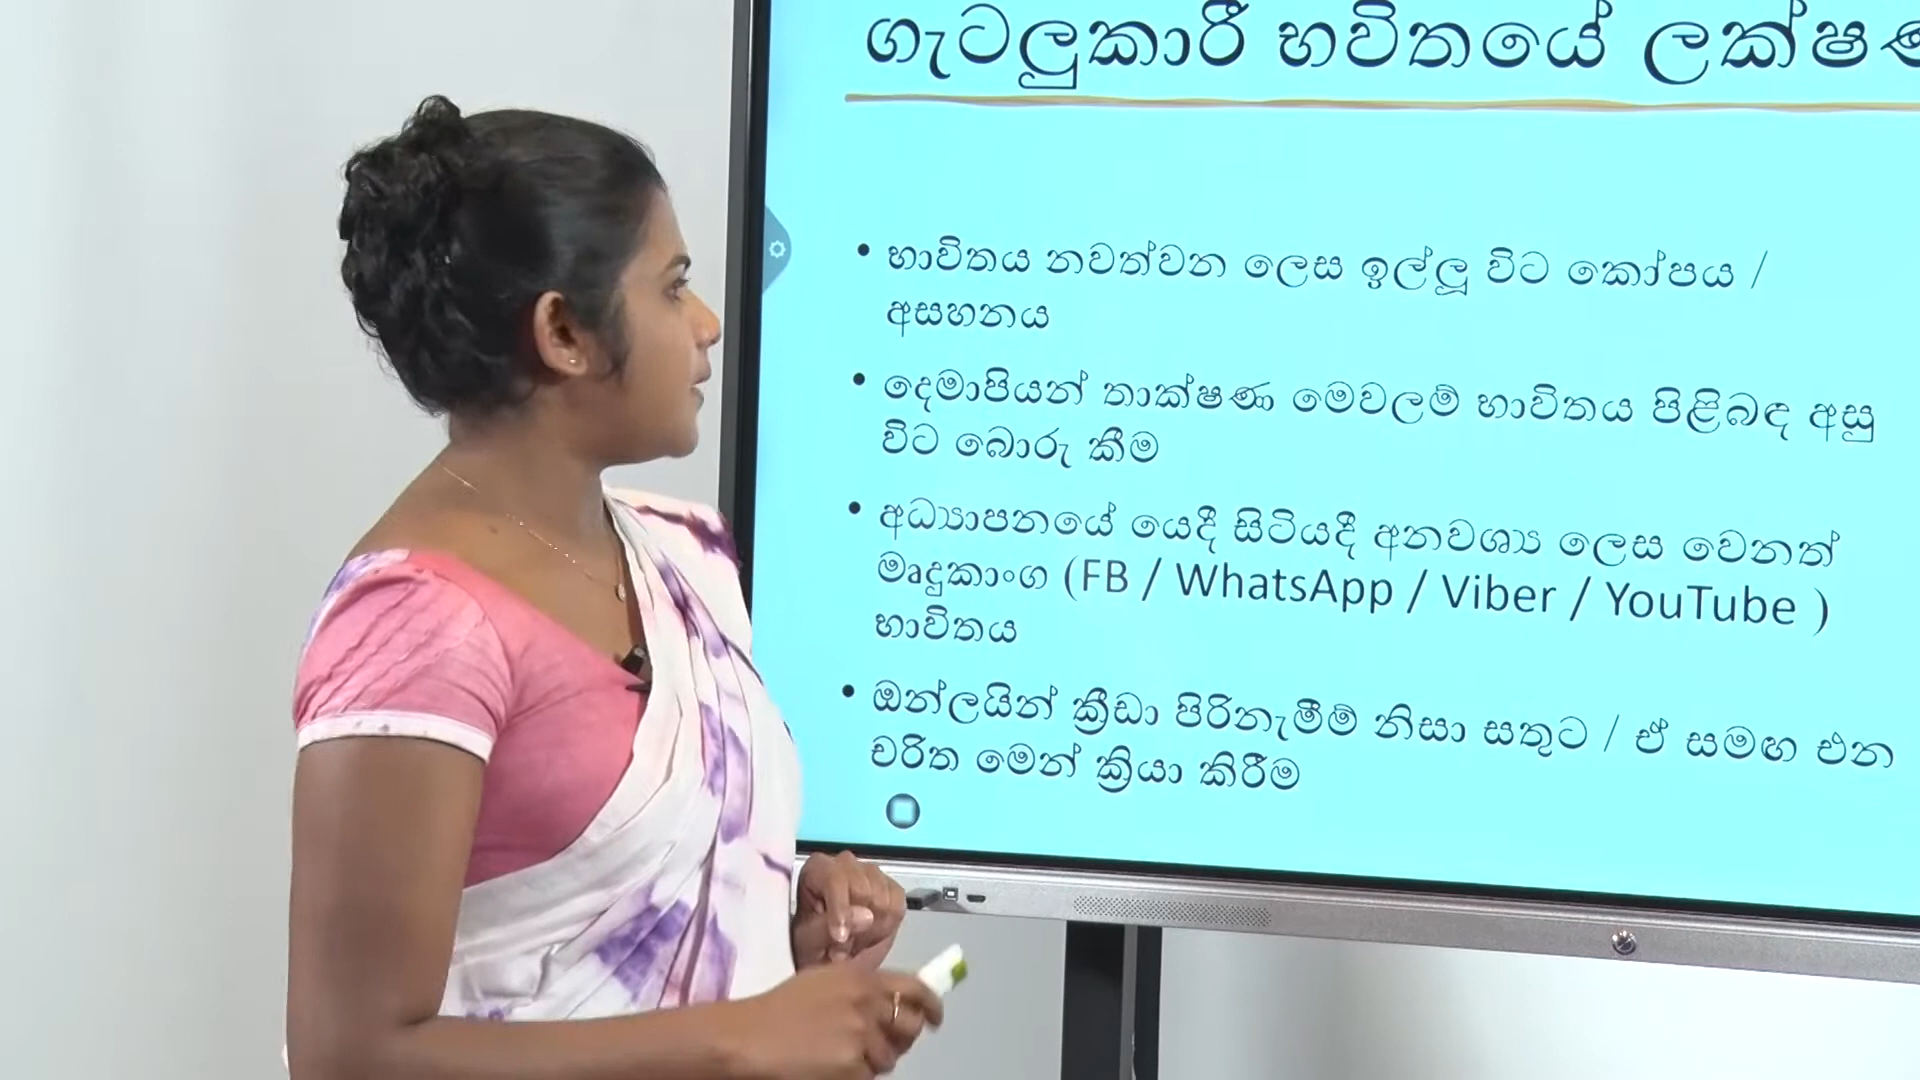 ගැටලුකාරී භවිතයේ ලක්ෂණ
• භාවිතය නවත්වන ලෙස ඉල්ලූ විට කෝපය /
අසහනය
• දෙමාපියන් තාක්ෂණ මෙවලම් භාවිතය පිළිබඳ අසු
විට බොරු කීම
• අධ්‍යාපනයේ යෙදී සිටියදී අනවශ්‍ය ලෙස වෙනත්
මෘදුකාංග (FB / WhatsApp / Viber / YouTube )
භාවිතය
• ඔන්ලයින් ක්‍රීඩා පිරිනැමීම් නිසා සතුට / ඒ සමඟ එන
චරිත මෙන් ක්‍රියා කිරීම